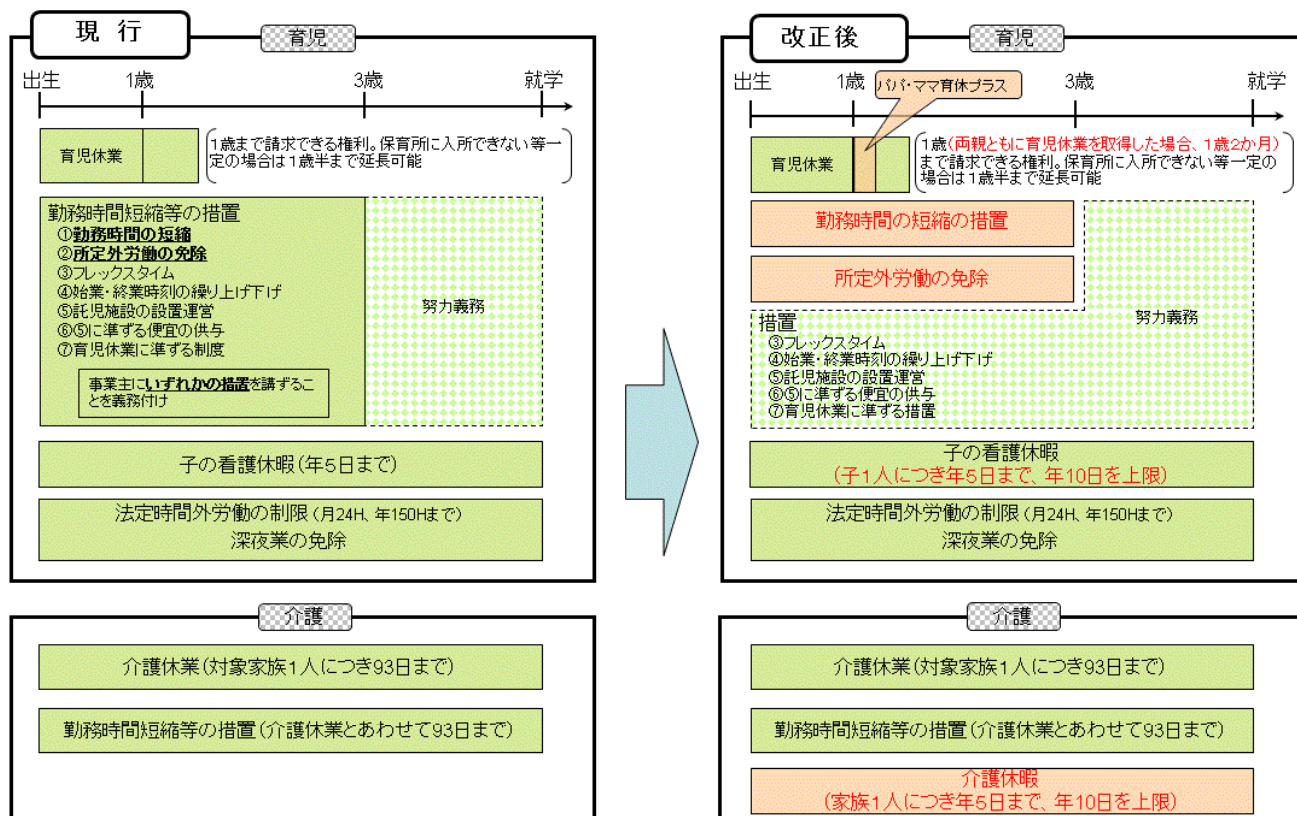 現 行
育児
出生 1歳 3歳 就学
育児休業
1歳まで請求できる権利。保育所に入所できない等一
定の場合は1歳半まで延長可能
勤務時間短縮等の措置
①勤務時間の短縮
②所定外労働の免除
③フレックスタイム
④始業・終業時刻の繰り上げ下げ
⑤託児施設の設置運営
⑥⑤に準ずる便宜の供与
⑦育児休業に準ずる制度
事業主にいずれかの措置を講ずるこ
とを義務付け
努力義務
子の看護休暇(年5日まで)
法定時間外労働の制限(月24H、年150Hまで)
深夜業の免除
介護
介護休業(対象家族1人につき93日まで)
勤務時間短縮等の措置(介護休業とあわせて93日まで)
改正後
育児
出生 1歳 3歳 就学
パパ・ママ育休プラス
育児休業
1歳(両親ともに育児休業を取得した場合、1歳2か月)
まで請求できる権利。保育所に入所できない等一定の
場合は1歳半まで延長可能
勤務時間の短縮の措置
所定外労働の免除
努力義務
措置
③フレックスタイム
④始業・終業時刻の繰り上げ下げ
⑤託児施設の設置運営
⑥⑤に準ずる便宜の供与
⑦育児休業に準ずる措置
子の看護休暇
(子1人につき年5日まで、年10日を上限)
法定時間外労働の制限(月24H、年150Hまで)
深夜業の免除
介護
介護休業(対象家族1人につき93日まで)
勤務時間短縮等の措置(介護休業とあわせて93日まで)
介護休暇
(家族1人につき年5日まで、年10日を上限)